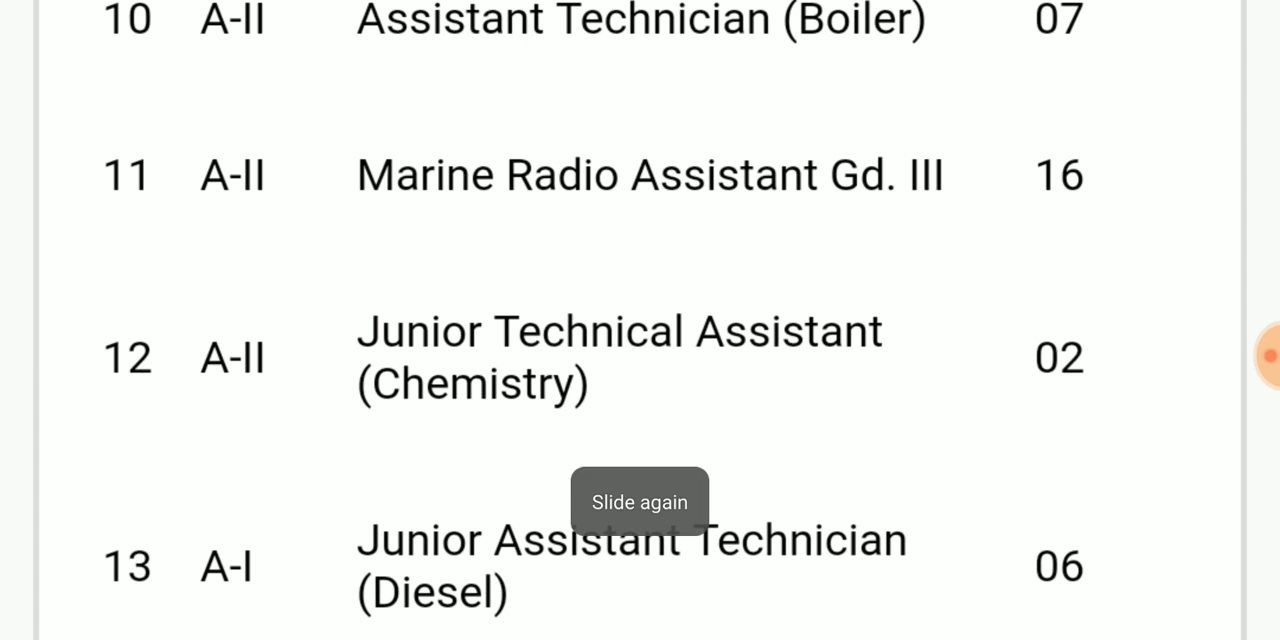 10 A-II Assistant Technician (Boiler) 07
11 A-II Marine Radio Assistant Gd. III 16
Junior Technical Assistant
12 A-II 02
(Chemistry)
Slide again
Junior Assistant Technician
13 A-I 06
(Diesel)